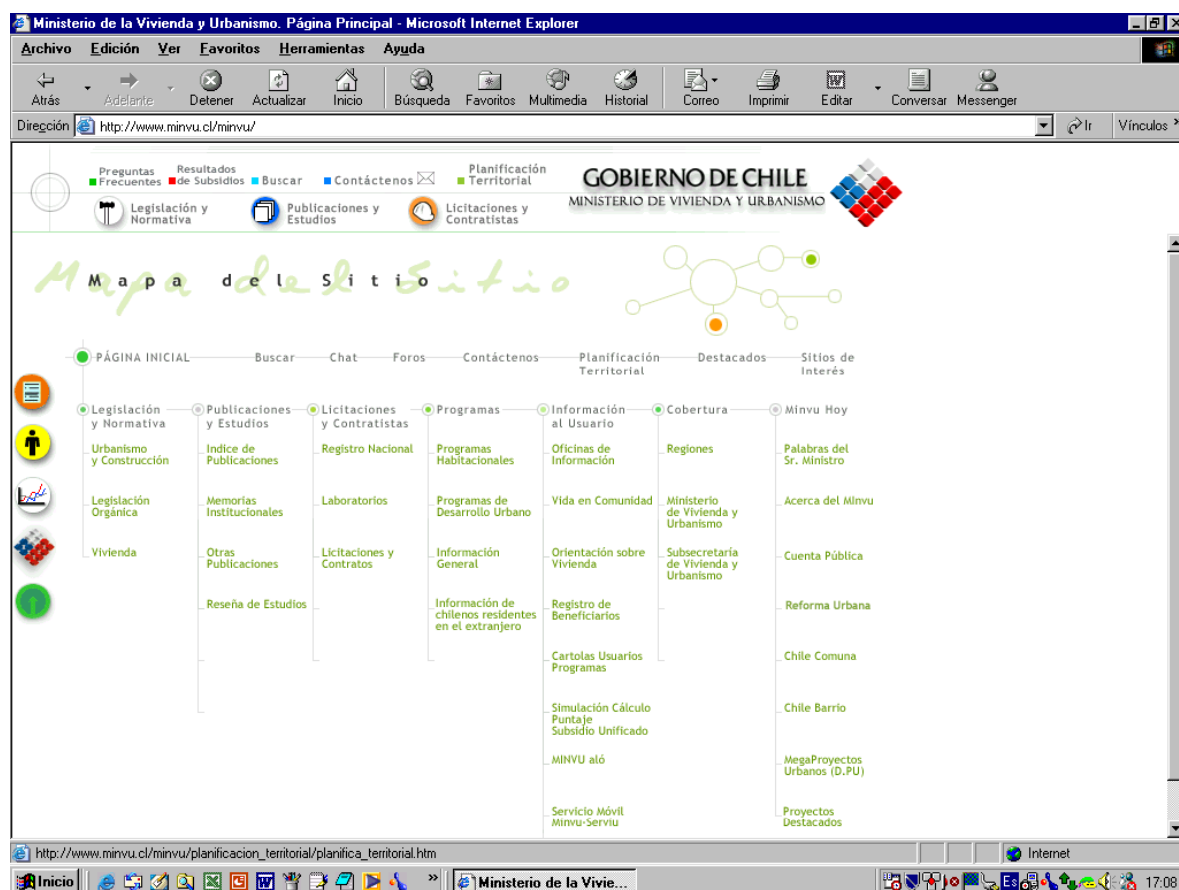 Ministerio de la Vivienda y Urbanismo. Página Principal - Microsoft Internet Explorer
Archivo Edición Ver Favoritos Herramientas Ayuda
Atrás Adelante Detener Actualizar Inicio Búsqueda Favoritos Multimedia Historial Correo Imprimir Editar Conversar Messenger
Dirección http://www.minvu.cl/minvu/ Ir Vínculos »
Preguntas Frecuentes
Resultados de Subsidios
Buscar
Contáctenos
Planificación Territorial
GOBIERNO DE CHILE
MINISTERIO DE VIVIENDA Y URBANISMO
Legislación y Normativa
Publicaciones y Estudios
Licitaciones y Contratistas
Mapa del Sitio
Mapa del Sitio
PÁGINA INICIAL Buscar Chat Foros Contáctenos Planificación Territorial Destacados Sitios de Interés
Legislación
y Normativa
Urbanismo
y Construcción
Legislación
Orgánica
Vivienda
Publicaciones
y Estudios
Indice de
Publicaciones
Memorias
Institucionales
Otras
Publicaciones
Reseña de Estudios
Licitaciones
y Contratistas
Registro Nacional
Laboratorios
Licitaciones y
Contratos
Programas
Programas
Habitacionales
Programas de
Desarrollo Urbano
Información
General
Información de
chilenos residentes
en el extranjero
Información
al Usuario
Oficinas de
Información
Vida en Comunidad
Orientación sobre
Vivienda
Registro de
Beneficiarios
Cartolas Usuarios
Programas
Simulación Cálculo
Puntaje
Subsidio Unificado
MINVU aló
Servicio Móvil
Minvu-Serviu
Cobertura
Regiones
Ministerio
de Vivienda y
Urbanismo
Subsecretaría
de Vivienda y
Urbanismo
Minvu Hoy
Palabras del
Sr. Ministro
Acerca del Minvu
Cuenta Pública
Reforma Urbana
Chile Comuna
Chile Barrio
MegaProyectos
Urbanos (D.PU)
Proyectos
Destacados
http://www.minvu.cl/minvu/planificacion_territorial/planifica_territorial.htm Internet
Inicio » Ministerio de la Vivie... Es 17:08